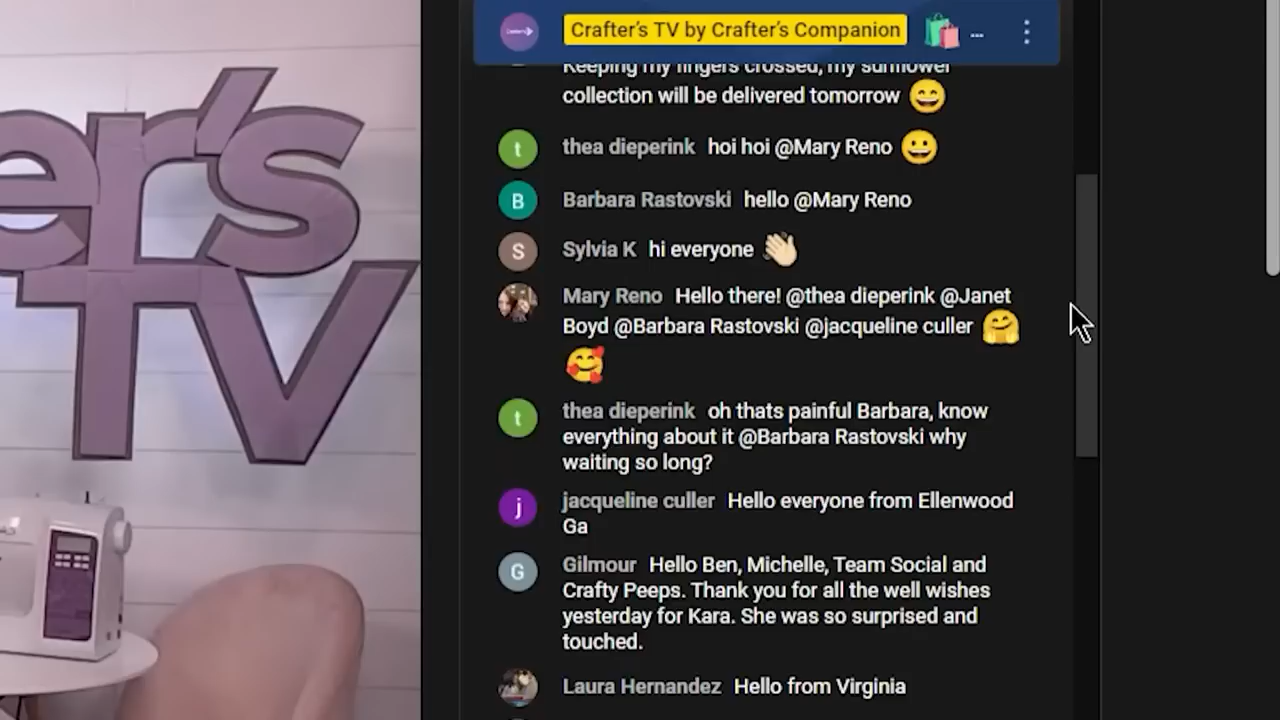 er's
TV
Crafter's TV by Crafter's Companion
Keeping my fingers crossed, my sunflower
collection will be delivered tomorrow 😄
t thea dieperink hoi hoi @Mary Reno 😀
B Barbara Rastovski hello @Mary Reno
S Sylvia K hi everyone 👋🏻
Mary Reno Hello there! @thea dieperink @Janet
Boyd @Barbara Rastovski @jacqueline culler 🤗
🥰
t thea dieperink oh thats painful Barbara, know
everything about it @Barbara Rastovski why
waiting so long?
j jacqueline culler Hello everyone from Ellenwood
Ga
G Gilmour Hello Ben, Michelle, Team Social and
Crafty Peeps. Thank you for all the well wishes
yesterday for Kara. She was so surprised and
touched.
Laura Hernandez Hello from Virginia